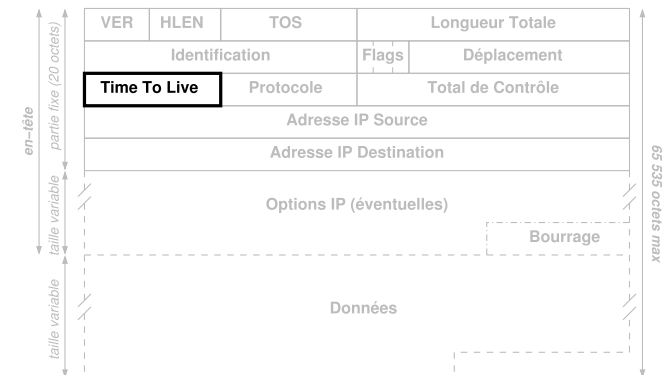 VER HLEN TOS Longueur Totale
Identification Flags Déplacement
Time To Live Protocole Total de Contrôle
Adresse IP Source
Adresse IP Destination
Options IP (éventuelles)
Bourrage
Données
en-tête
partie fixe (20 octets)
taille variable
taille variable
65 535 octets max